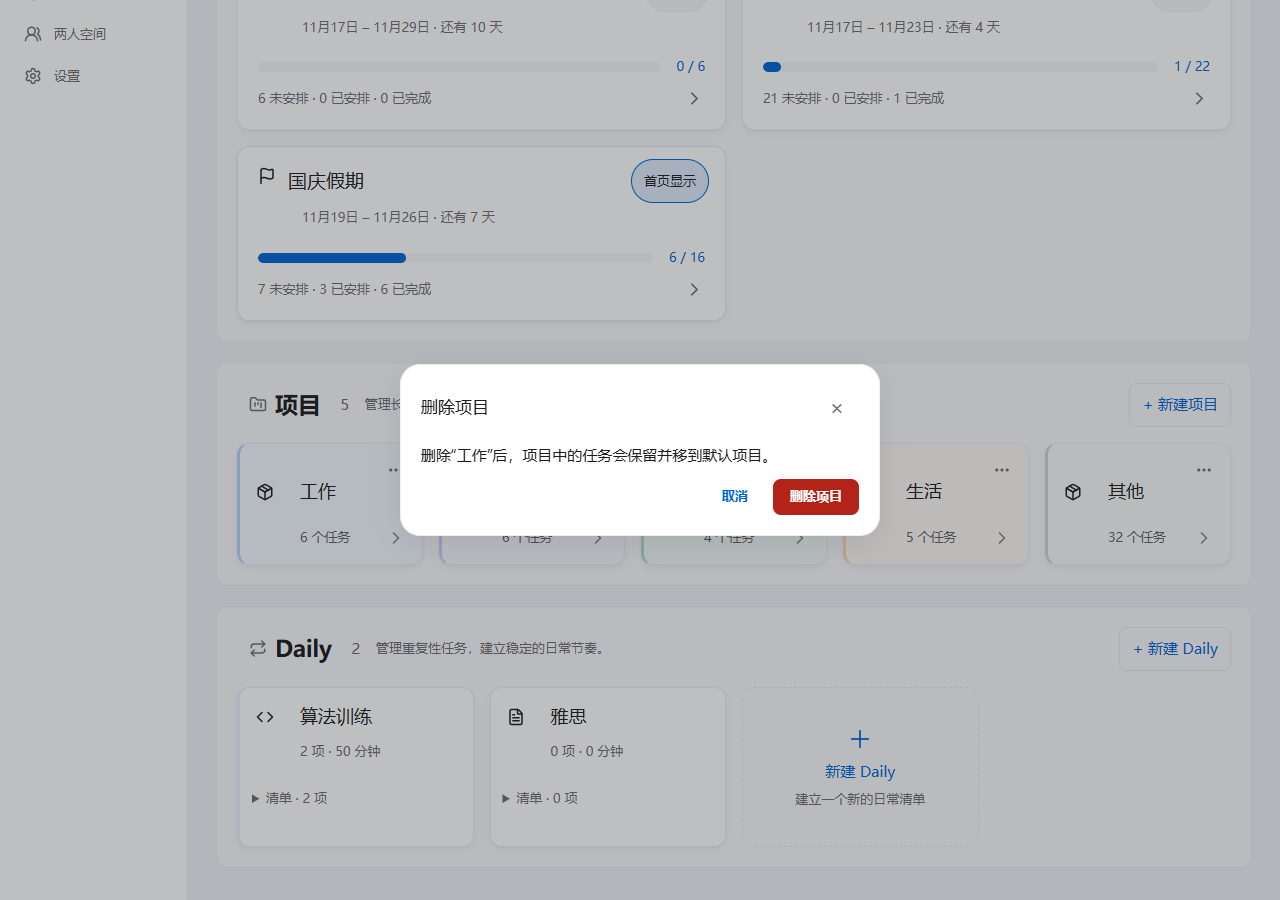 两人空间
设置
11月17日 – 11月29日 · 还有 10 天
0 / 6
6 未安排 · 0 已安排 · 0 已完成
11月17日 – 11月23日 · 还有 4 天
1 / 22
21 未安排 · 0 已安排 · 1 已完成
国庆假期
首页显示
11月19日 – 11月26日 · 还有 7 天
6 / 16
7 未安排 · 3 已安排 · 6 已完成
项目 5 管理长
+ 新建项目
删除项目
删除“工作”后，项目中的任务会保留并移到默认项目。
取消
删除项目
工作
6 个任务
6 个任务
4 个任务
生活
5 个任务
其他
32 个任务
Daily 2 管理重复性任务，建立稳定的日常节奏。
+ 新建 Daily
算法训练
2 项 · 50 分钟
清单 · 2 项
雅思
0 项 · 0 分钟
清单 · 0 项
新建 Daily
建立一个新的日常清单